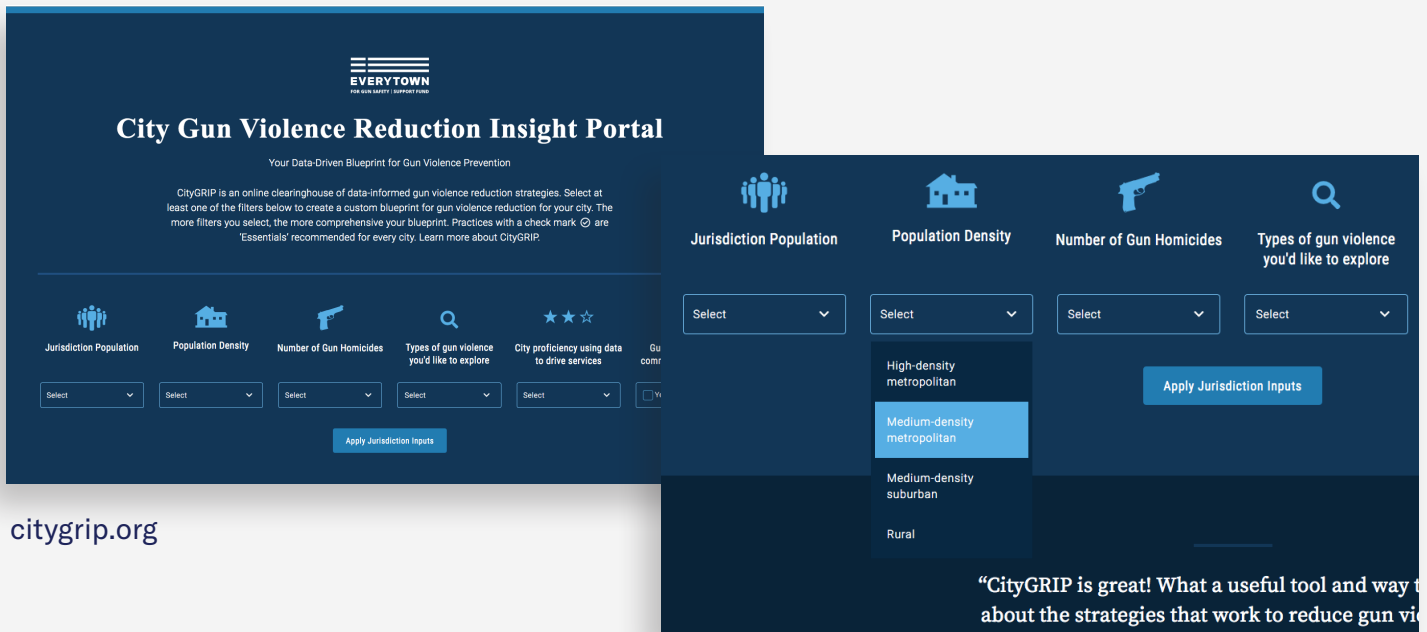 EVERYTOWN
FOR GUN SAFETY | SUPPORT FUND
City Gun Violence Reduction Insight Portal
Your Data-Driven Blueprint for Gun Violence Prevention
CityGRIP is an online clearinghouse of data-informed gun violence reduction strategies. Select at
least one of the filters below to create a custom blueprint for gun violence reduction for your city. The
more filters you select, the more comprehensive your blueprint. Practices with a check mark are
'Essentials' recommended for every city. Learn more about CityGRIP.
Jurisdiction Population
Population Density
Number of Gun Homicides
Types of gun violence
you'd like to explore
City proficiency using data
to drive services
Select
Select
Select
Select
Select
Apply Jurisdiction Inputs
citygrip.org
Jurisdiction Population
Population Density
Number of Gun Homicides
Types of gun violence
you'd like to explore
Select
Select
Select
Select
High-density
metropolitan
Medium-density
metropolitan
Medium-density
suburban
Rural
Apply Jurisdiction Inputs
“CityGRIP is great! What a useful tool and way
about the strategies that work to reduce gun